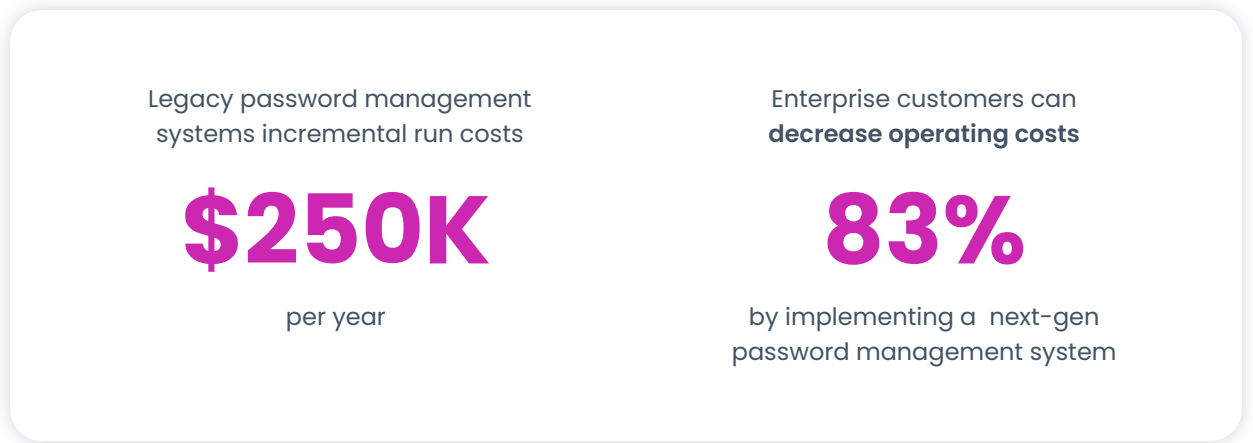 Legacy password management
systems incremental run costs
$250K
per year
Enterprise customers can
decrease operating costs
83%
by implementing a  next-gen
password management system